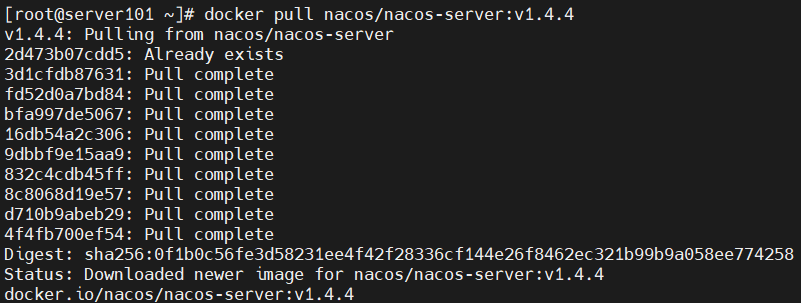 [root@server101 ~]# docker pull nacos/nacos-server:v1.4.4
v1.4.4: Pulling from nacos/nacos-server
2d473b07cdd5: Already exists
3d1cfdb87631: Pull complete
fd52d0a7bd84: Pull complete
bfa997de5067: Pull complete
16db54a2c306: Pull complete
9dbbf9e15aa9: Pull complete
832c4cdb45ff: Pull complete
8c8068d19e57: Pull complete
d710b9abeb29: Pull complete
4f4fb700ef54: Pull complete
Digest: sha256:0f1b0c56fe3d58231ee4f42f28336cf144e26f8462ec321b99b9a058ee774258
Status: Downloaded newer image for nacos/nacos-server:v1.4.4
docker.io/nacos/nacos-server:v1.4.4